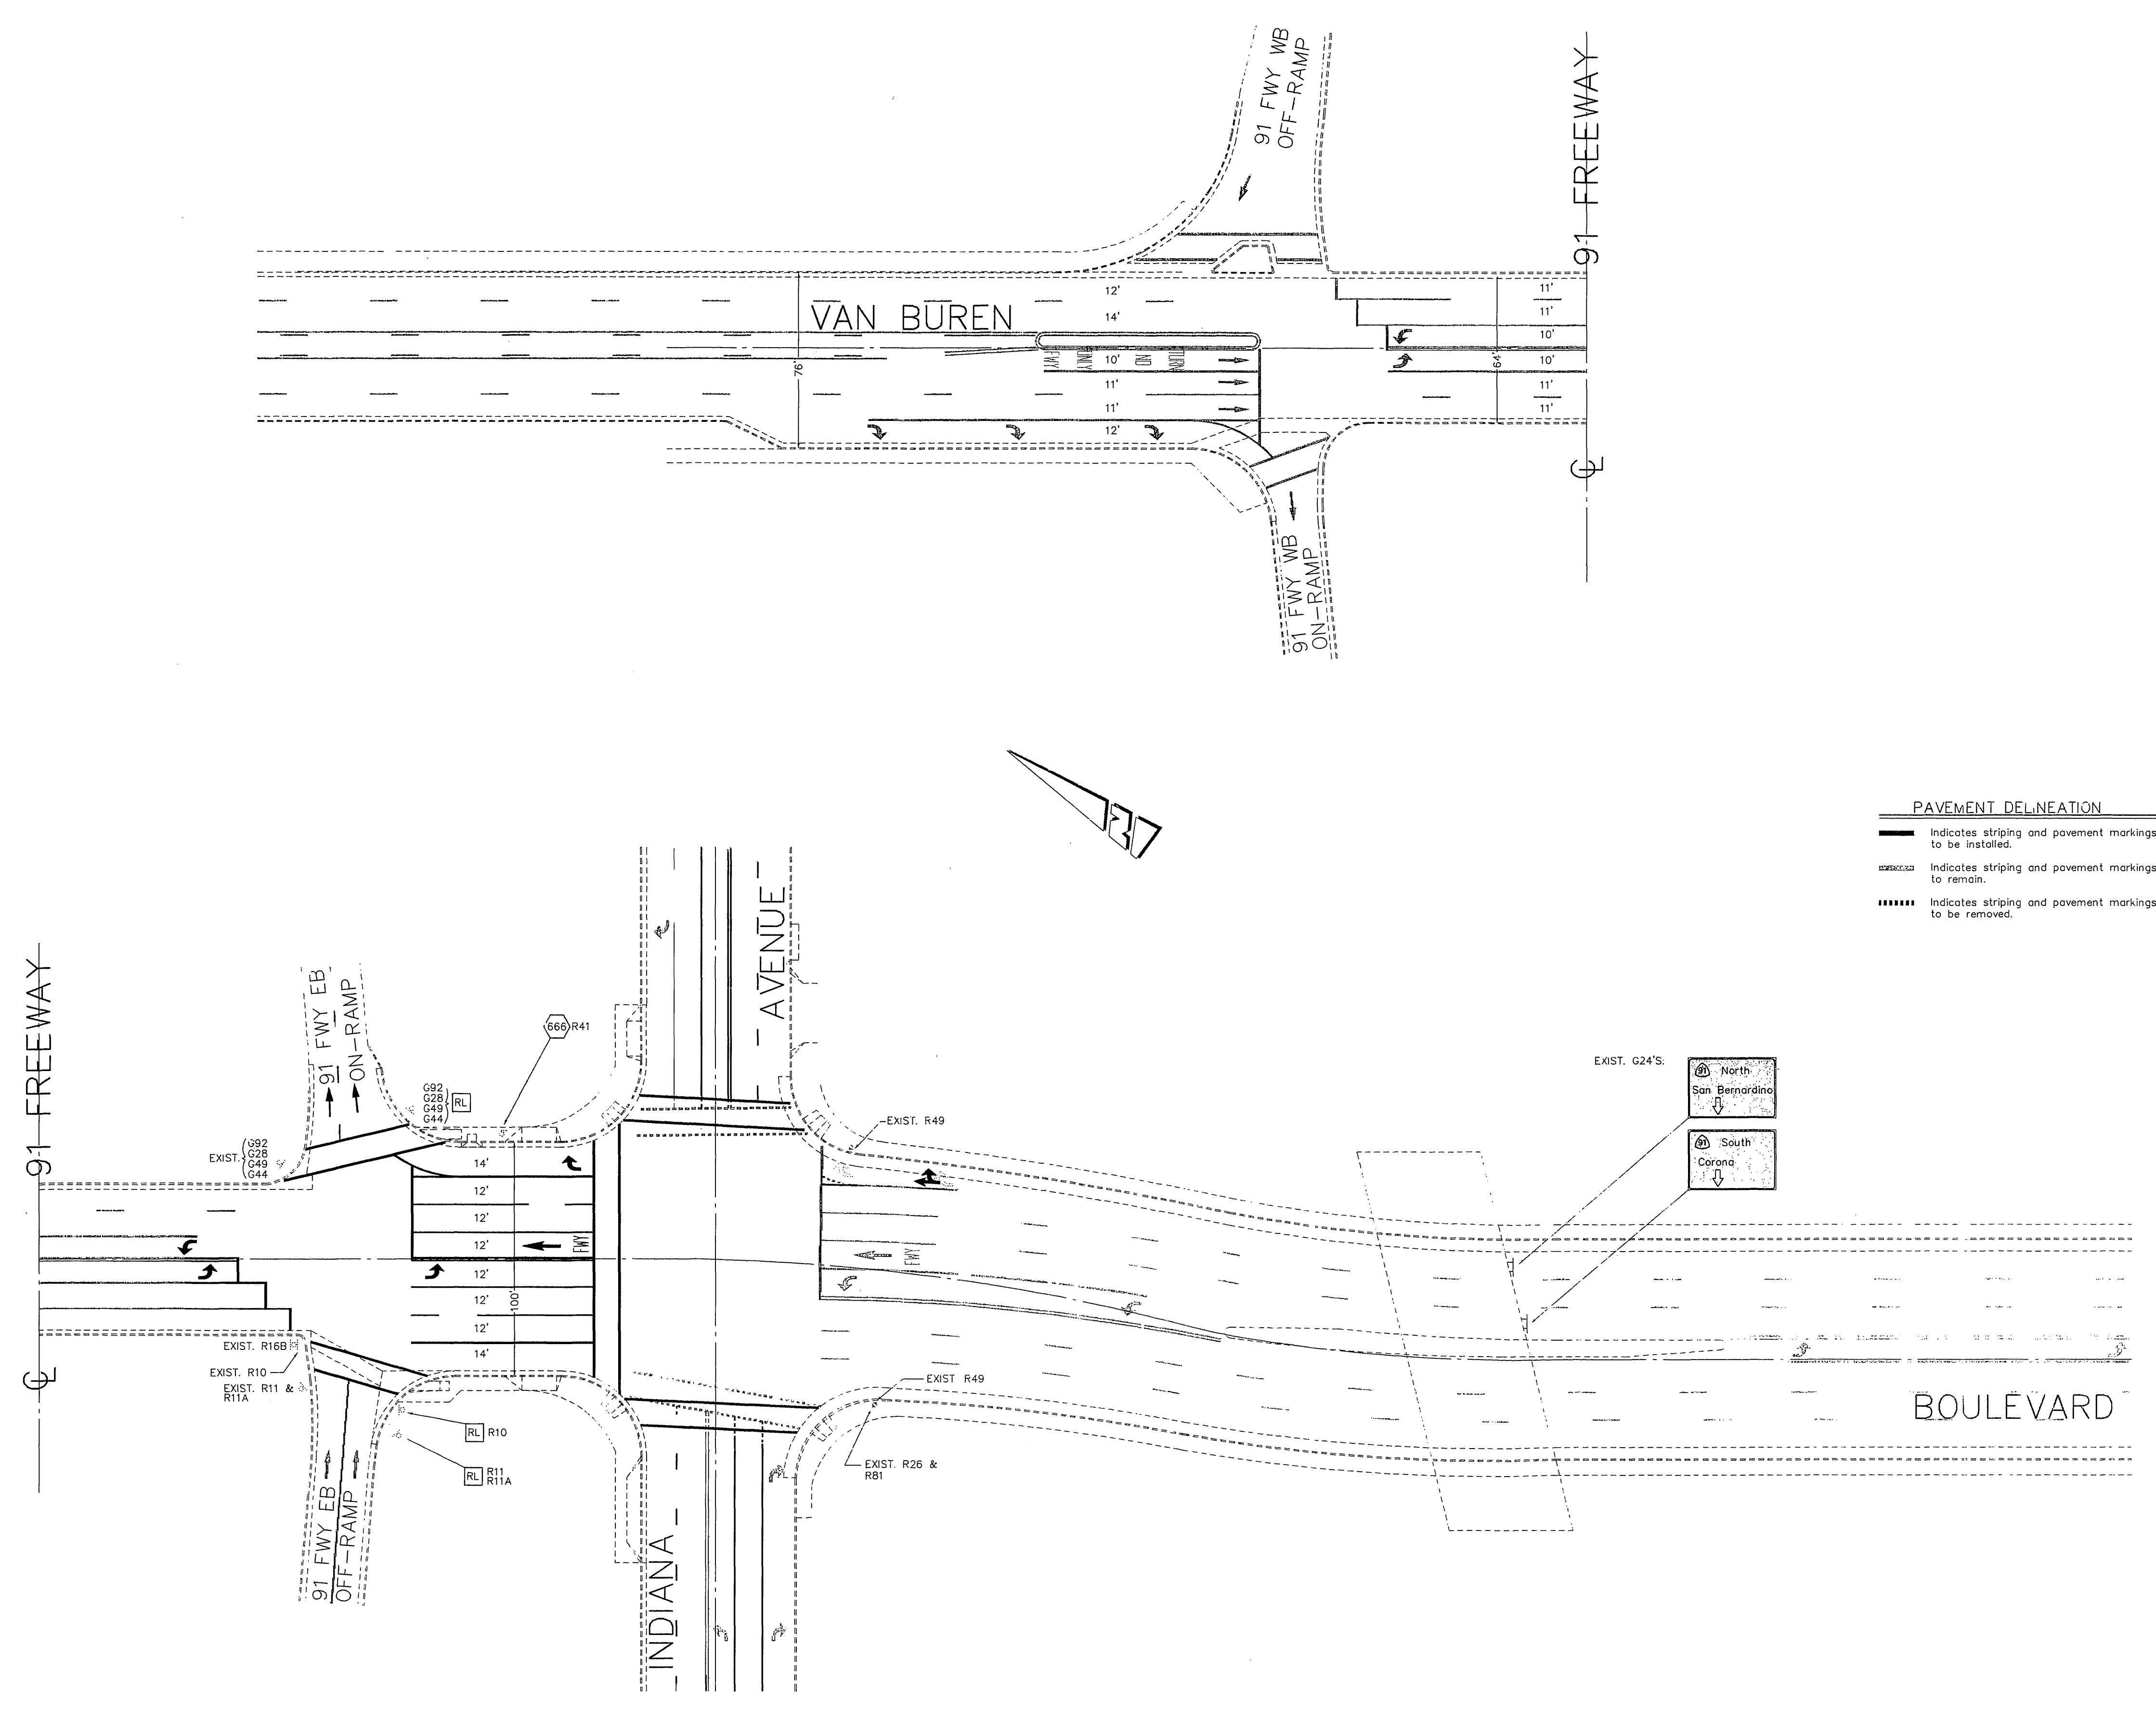 91 FWY WB
OFF-RAMP
91 FREEWAY
VAN BUREN
12'
14'
10'
11'
11'
12'
76'
FWY
ONLY
TURN
11'
11'
10'
10'
11'
11'
64'
91 FWY WB
ON-RAMP
PAVEMENT DELINEATION
Indicates striping and pavement markings
to be installed.
Indicates striping and pavement markings
to remain.
Indicates striping and pavement markings
to be removed.
91 FREEWAY
91 FWY EB
ON-RAMP
AVENUE
666 R41
G92
G28
G49
G44
RL
EXIST.
G92
G28
G49
G44
14'
12'
12'
12'
12'
12'
12'
14'
100'
FWY
EXIST. R49
FWY
EXIST. G24'S:
91 North
San Bernardino
91 South
Corona
EXIST. R16B
EXIST. R10
EXIST. R11 &
R11A
RL R10
RL R11
R11A
EXIST R49
EXIST. R26 &
R81
BOULEVARD
91 FWY EB
OFF-RAMP
INDIANA